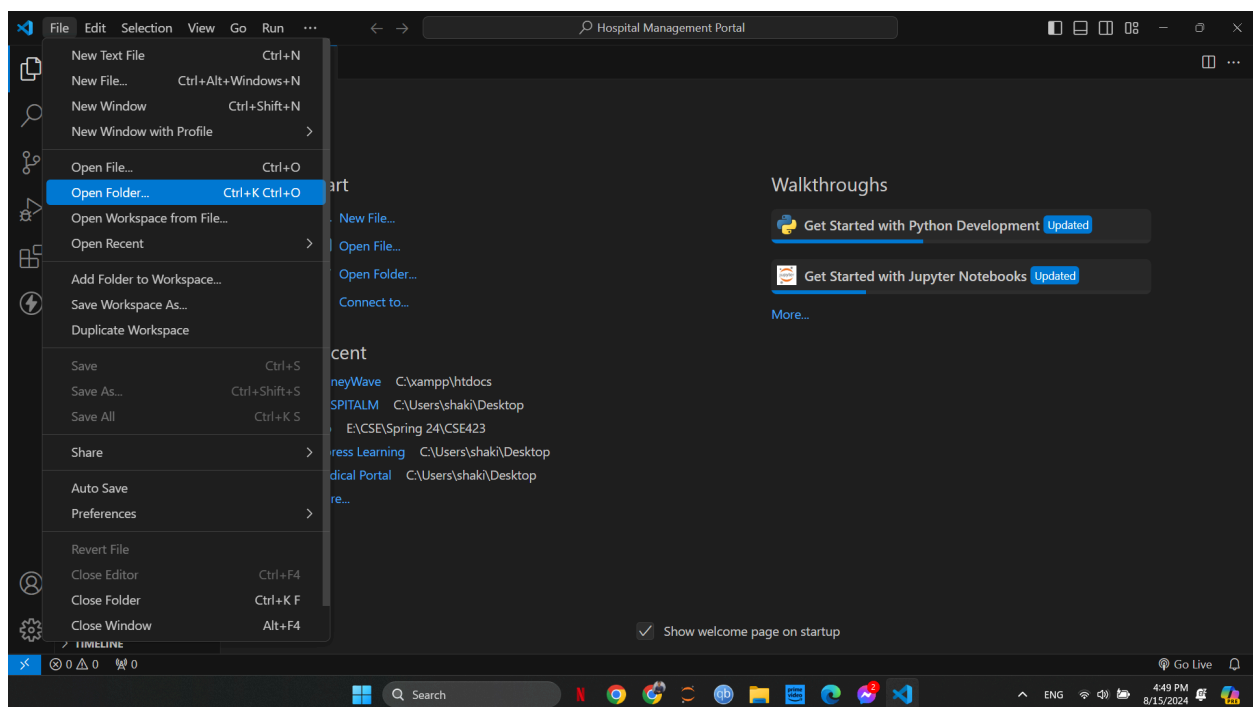 File Edit Selection View Go Run ···
Hospital Management Portal
New Text File Ctrl+N
New File... Ctrl+Alt+Windows+N
New Window Ctrl+Shift+N
New Window with Profile
Open File... Ctrl+O
Open Folder... Ctrl+K Ctrl+O
Open Workspace from File...
Open Recent
Add Folder to Workspace...
Save Workspace As...
Duplicate Workspace
Save Ctrl+S
Save As... Ctrl+Shift+S
Save All Ctrl+K S
Share
Auto Save
Preferences
Revert File
Close Editor Ctrl+F4
Close Folder Ctrl+K F
Close Window Alt+F4
TIMELINE
art
New File...
Open File...
Open Folder...
Connect to...
cent
neyWave C:\xampp\htdocs
SPITALM C:\Users\shaki\Desktop
E:\CSE\Spring 24\CSE423
ress Learning C:\Users\shaki\Desktop
dical Portal C:\Users\shaki\Desktop
re...
Walkthroughs
Get Started with Python Development Updated
Get Started with Jupyter Notebooks Updated
More...
Show welcome page on startup
0 0 0
Go Live
Search
N
qb
prime video
2
ENG
4:49 PM
8/15/2024
PRE